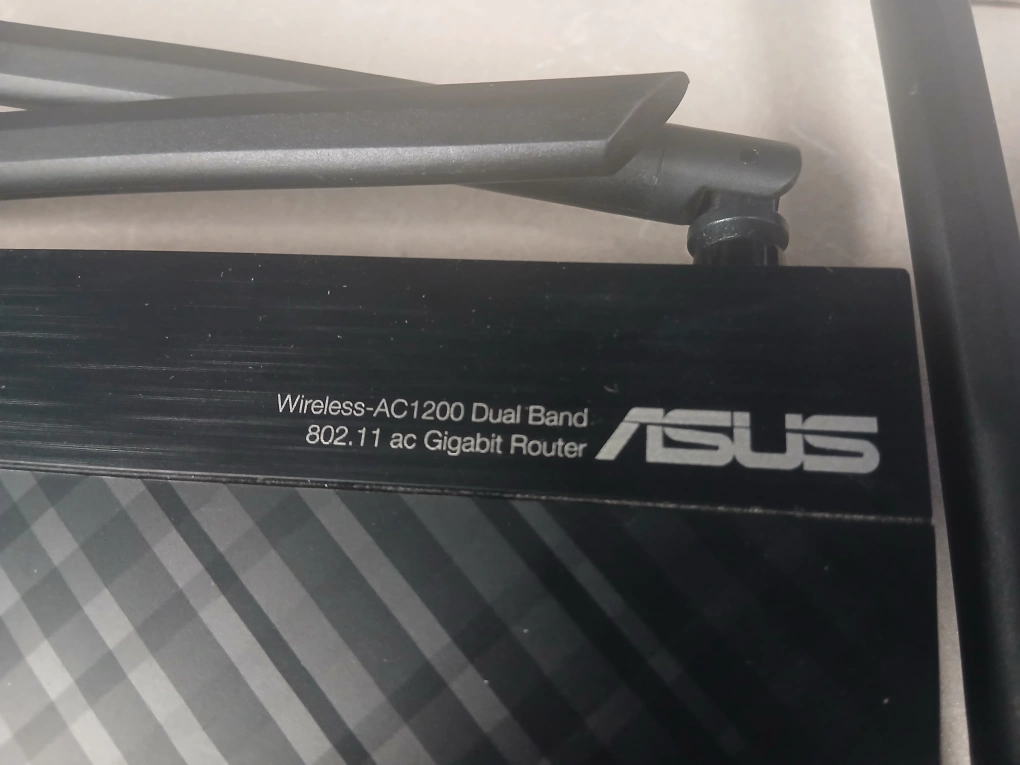 Wireless-AC1200 Dual Band
802.11 ac Gigabit Router
ASUS